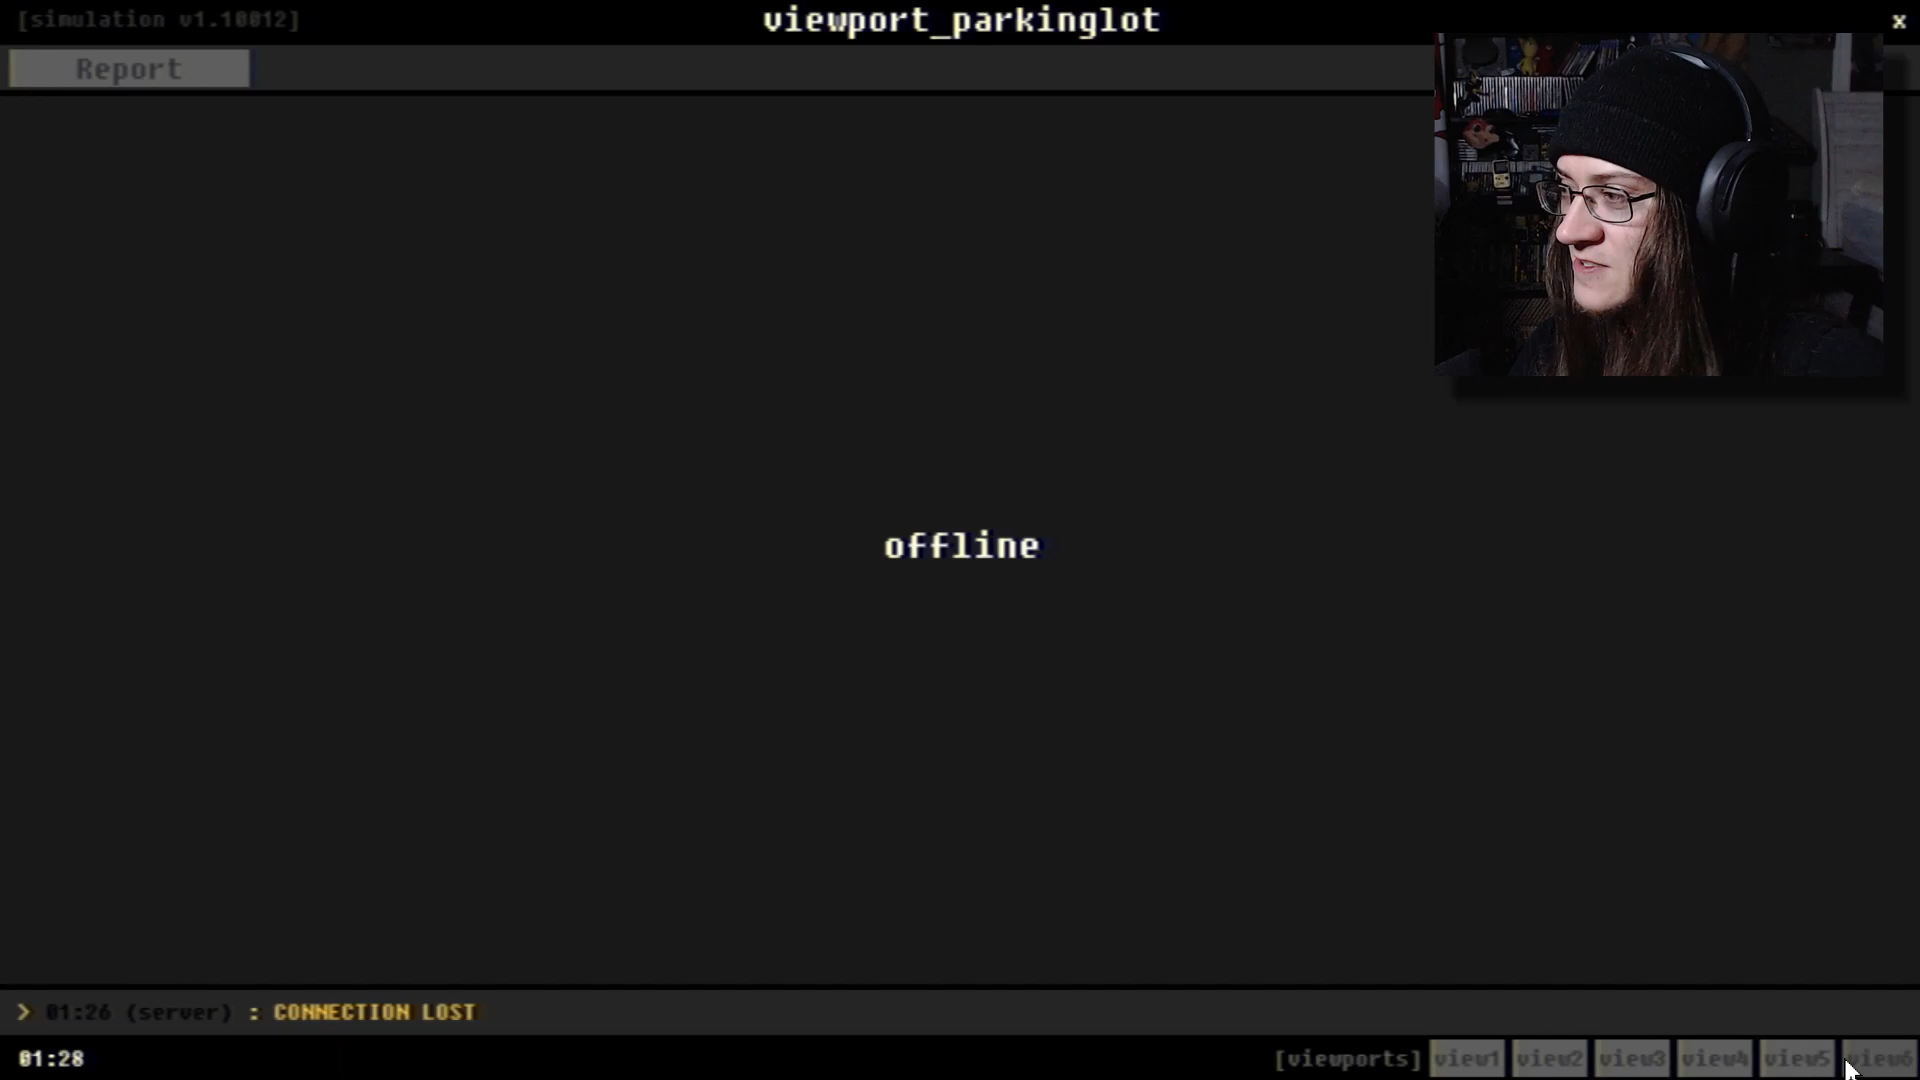 [simulation v1.10012]
viewport_parkinglot
x
Report
offline
> 01:26 (server) : CONNECTION LOST
01:28
[viewports] view1 view2 view3 view4 view5 view6